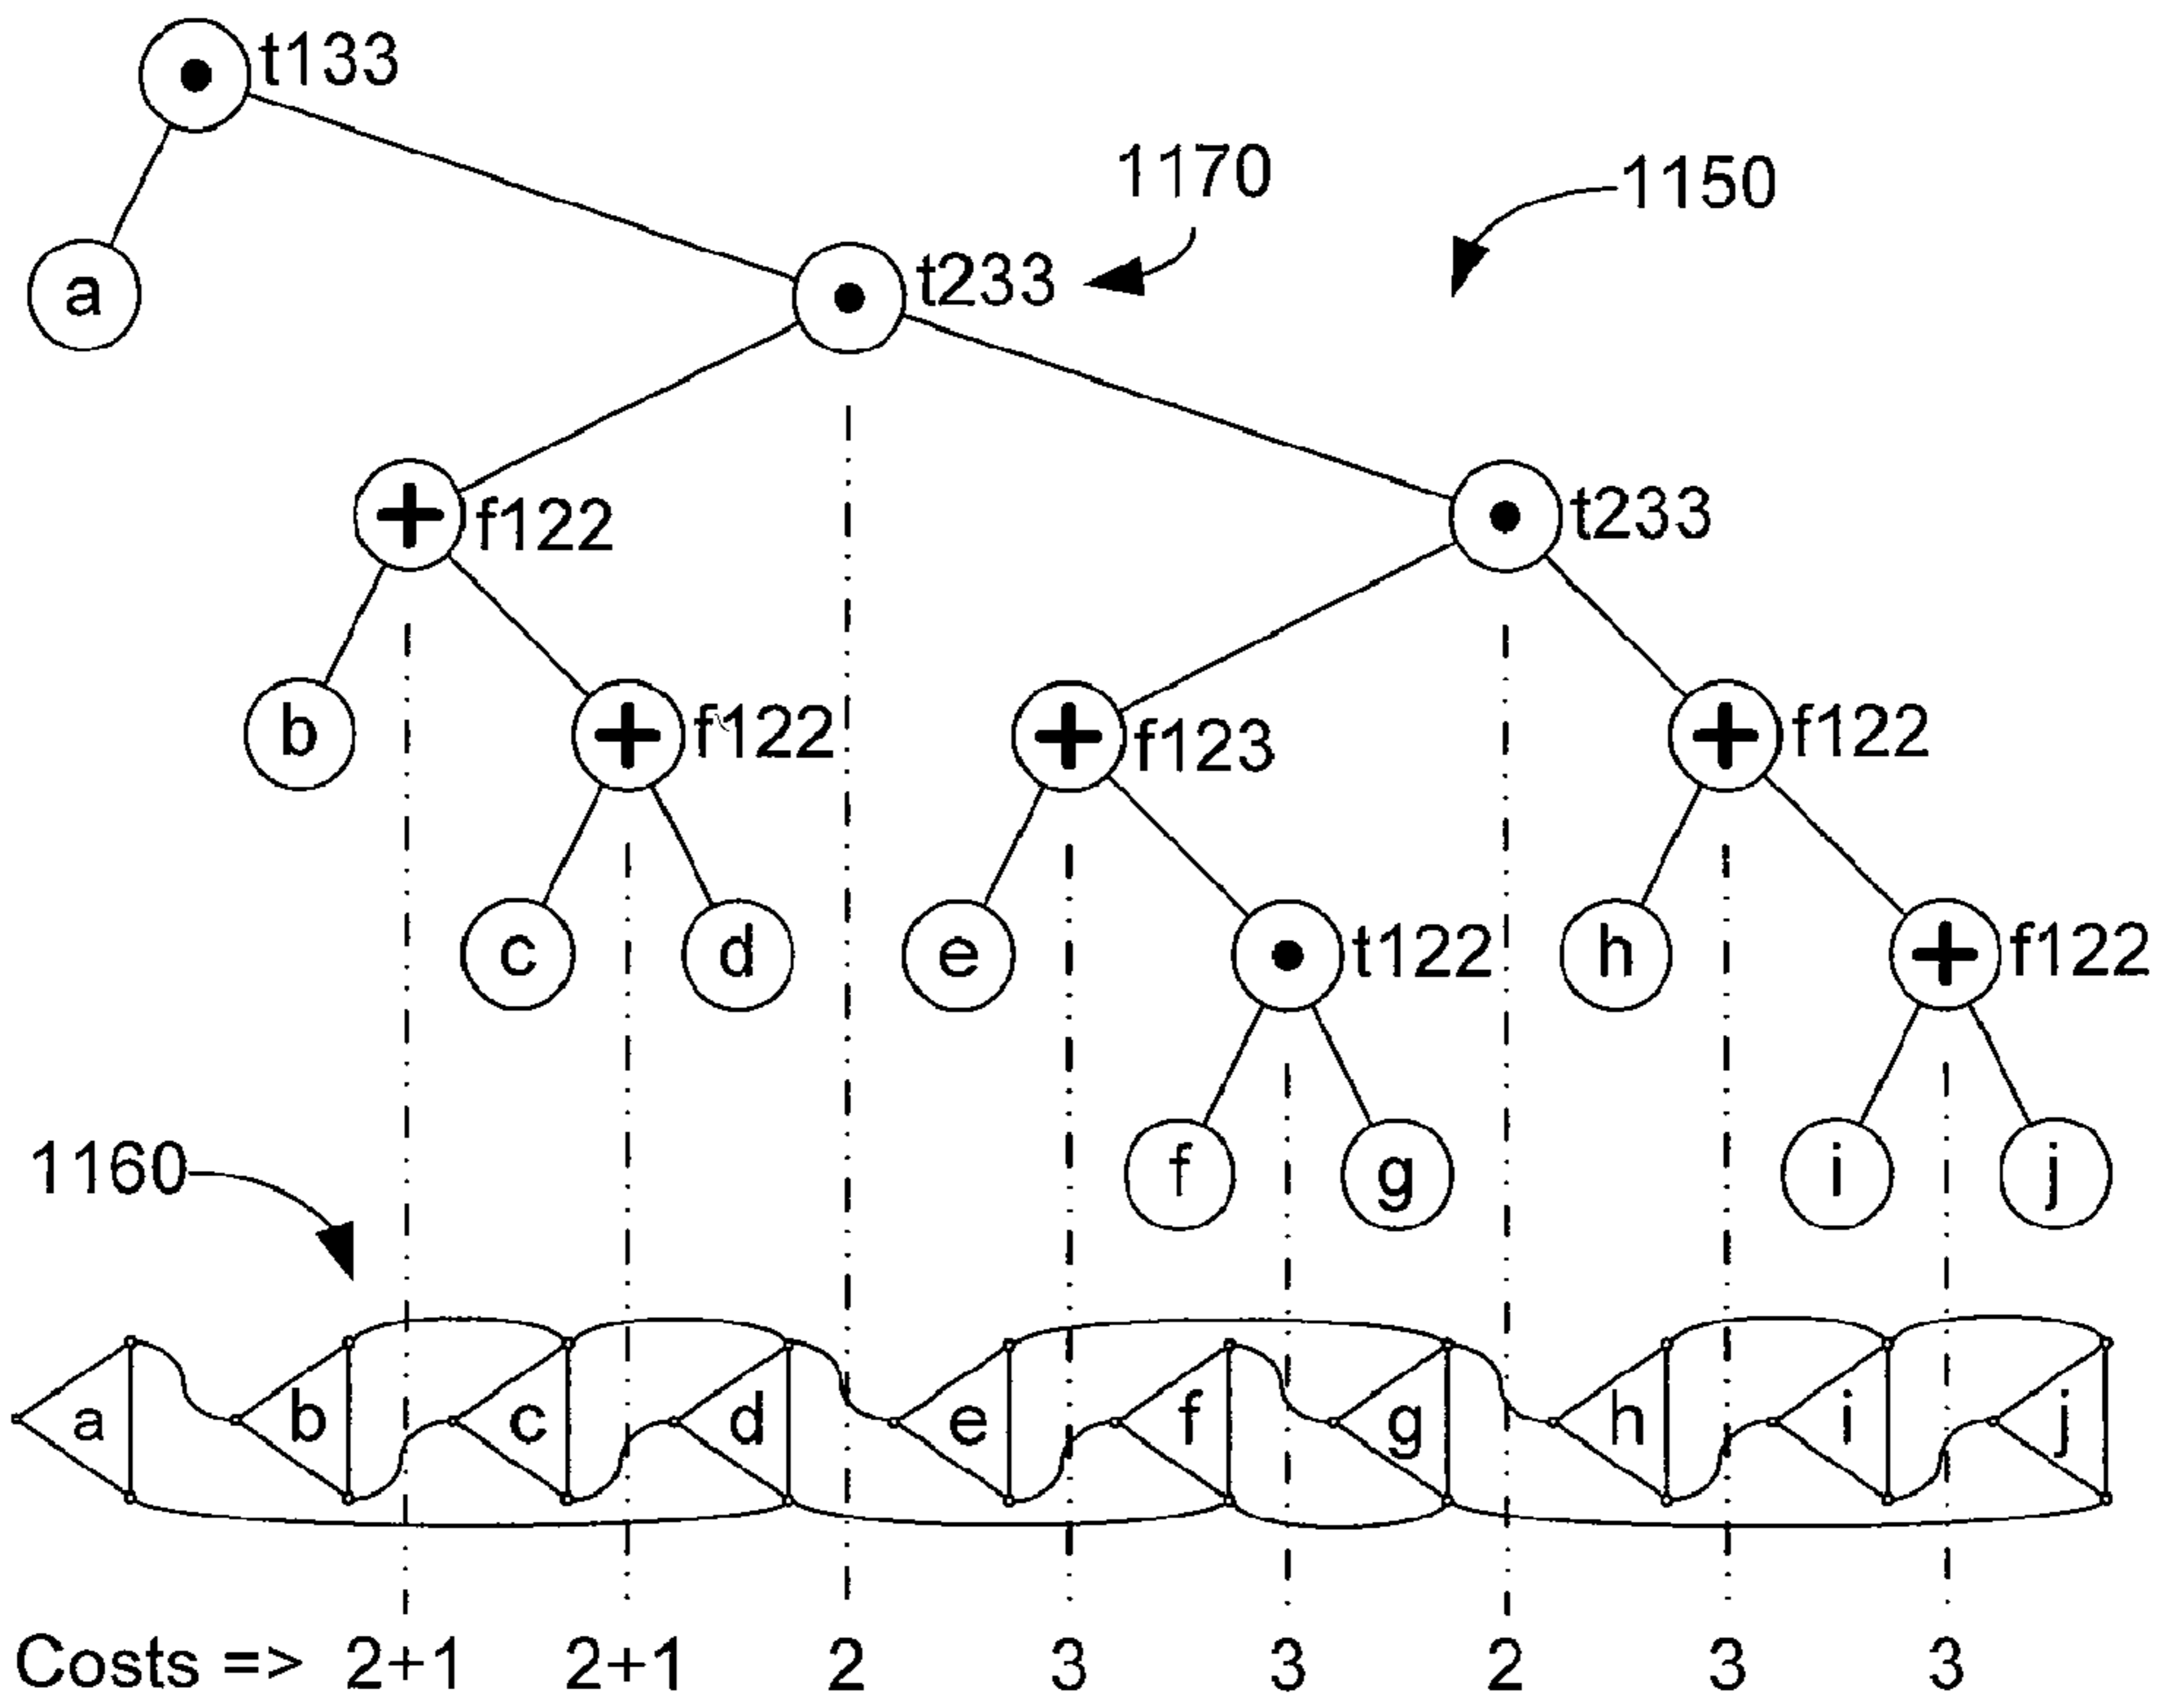 t133
1170
1150
a
t233
f122
t233
b
f122
f123
f122
c
d
e
t122
h
f122
1160
f
g
i
j
a b c d e f g h i j
Costs => 2+1 2+1 2 3 3 2 3 3